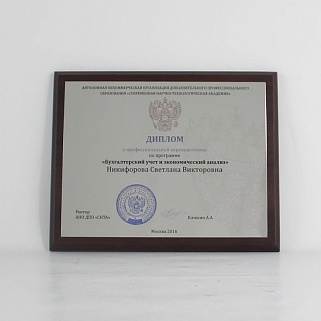 АВТОНОМНАЯ НЕКОММЕРЧЕСКАЯ ОРГАНИЗАЦИЯ ДОПОЛНИТЕЛЬНОГО ПРОФЕССИОНАЛЬНОГО
ОБРАЗОВАНИЯ «СОВРЕМЕННАЯ НАУЧНО-ТЕХНОЛОГИЧЕСКАЯ АКАДЕМИЯ»
ДИПЛОМ
о профессиональной переподготовке
по программе
«Бухгалтерский учет и экономический анализ»
Никифорова Светлана Викторовна
Ректор
АНО ДПО «СНТА»
А.А.
Москва 2016